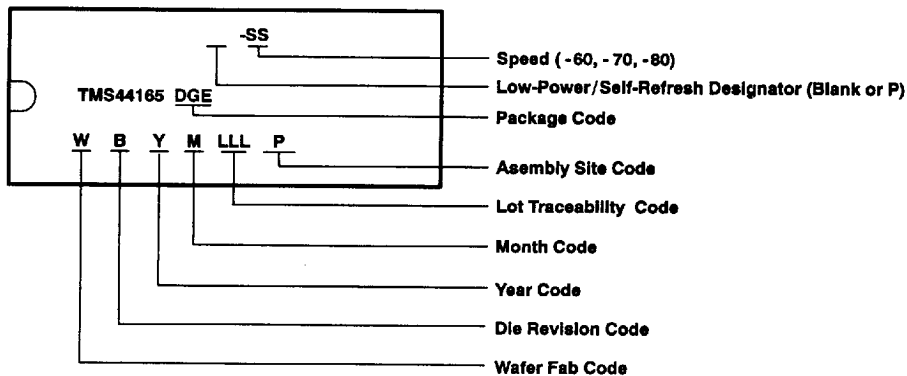 -SS
Speed (-60, -70, -80)
Low-Power/Self-Refresh Designator (Blank or P)
TMS44165 DGE
Package Code
W B Y M LLL P
Asembly Site Code
Lot Traceability Code
Month Code
Year Code
Die Revision Code
Wafer Fab Code